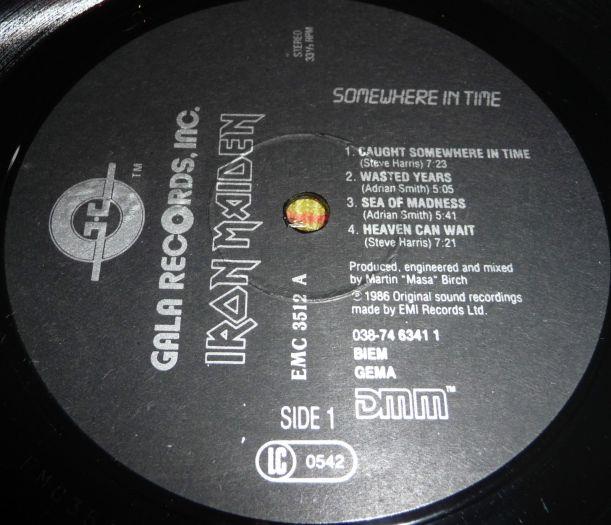 STEREO
33⅓ RPM
SOMEWHERE IN TIME
GALA RECORDS, INC.
TM
IRON MAIDEN
1. CAUGHT SOMEWHERE IN TIME
(Steve Harris) 7:23
2. WASTED YEARS
(Adrian Smith) 5:05
3. SEA OF MADNESS
(Adrian Smith) 5:41
4. HEAVEN CAN WAIT
(Steve Harris) 7:21
Produced, engineered and mixed
by Martin "Masa" Birch
℗ 1986 Original sound recordings
made by EMI Records Ltd.
EMC 3512 A
038-74 6341 1
BIEM
GEMA
DMM™
SIDE 1
LC 0542